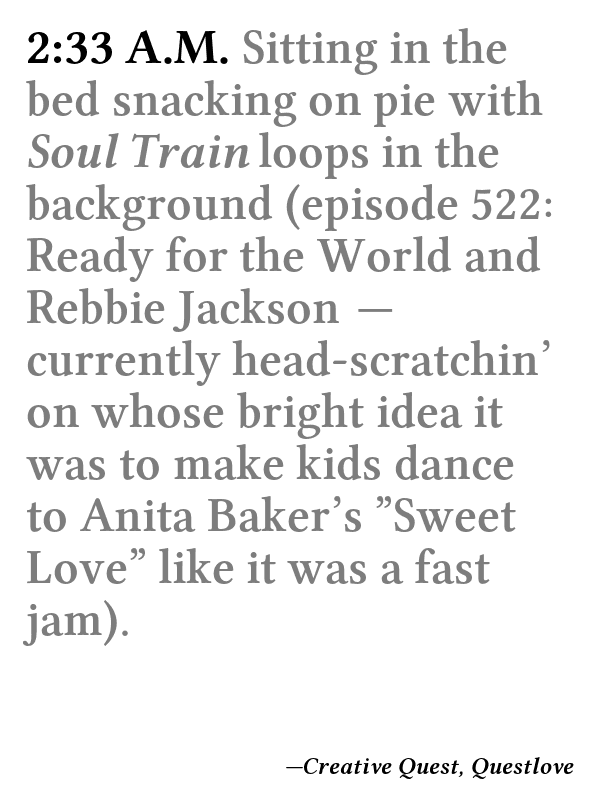 2:33 A.M. Sitting in the
bed snacking on pie with
Soul Train loops in the
background (episode 522:
Ready for the World and
Rebbie Jackson —
currently head-scratchin’
on whose bright idea it
was to make kids dance
to Anita Baker’s ”Sweet
Love” like it was a fast
jam).
—Creative Quest, Questlove